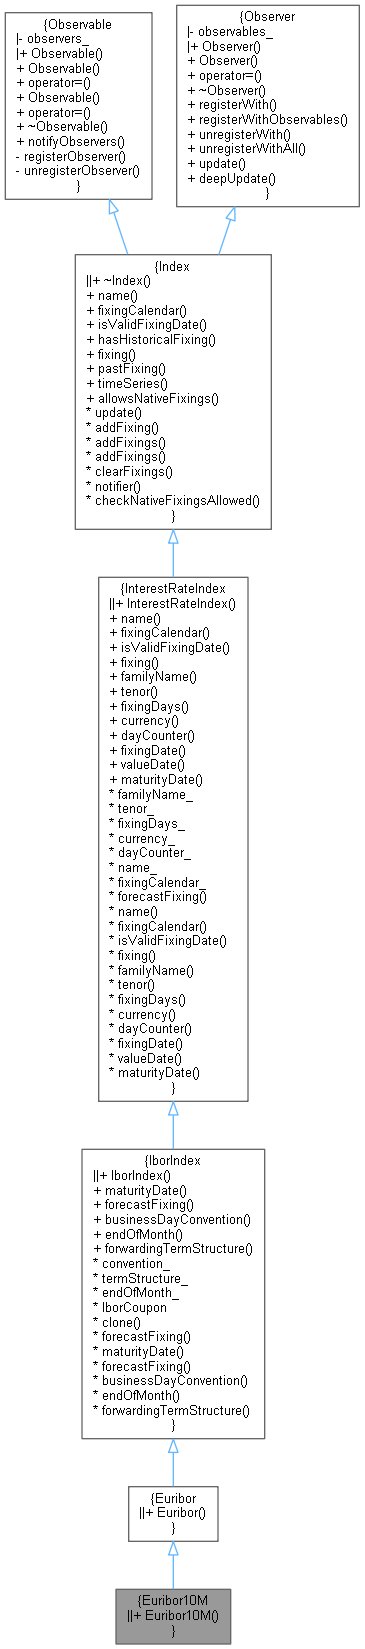 {Observable
|- observers_
|+ Observable()
+ Observable()
+ operator=()
+ Observable()
+ operator=()
+ ~Observable()
+ notifyObservers()
- registerObserver()
- unregisterObserver()
}
{Observer
|- observables_
|+ Observer()
+ Observer()
+ operator=()
+ ~Observer()
+ registerWith()
+ registerWithObservables()
+ unregisterWith()
+ unregisterWithAll()
+ update()
+ deepUpdate()
}
{Index
||+ ~Index()
+ name()
+ fixingCalendar()
+ isValidFixingDate()
+ hasHistoricalFixing()
+ fixing()
+ pastFixing()
+ timeSeries()
+ allowsNativeFixings()
* update()
* addFixing()
* addFixings()
* addFixings()
* clearFixings()
* notifier()
* checkNativeFixingsAllowed()
}
{InterestRateIndex
||+ InterestRateIndex()
+ name()
+ fixingCalendar()
+ isValidFixingDate()
+ fixing()
+ familyName()
+ tenor()
+ fixingDays()
+ currency()
+ dayCounter()
+ fixingDate()
+ valueDate()
+ maturityDate()
* familyName_
* tenor_
* fixingDays_
* currency_
* dayCounter_
* name_
* fixingCalendar_
* forecastFixing()
* name()
* fixingCalendar()
* isValidFixingDate()
* fixing()
* familyName()
* tenor()
* fixingDays()
* currency()
* dayCounter()
* fixingDate()
* valueDate()
* maturityDate()
}
{IborIndex
||+ IborIndex()
+ maturityDate()
+ forecastFixing()
+ businessDayConvention()
+ endOfMonth()
+ forwardingTermStructure()
* convention_
* termStructure_
* endOfMonth_
* IborCoupon
* clone()
* forecastFixing()
* maturityDate()
* forecastFixing()
* businessDayConvention()
* endOfMonth()
* forwardingTermStructure()
}
{Euribor
||+ Euribor()
}
{Euribor10M
||+ Euribor10M()
}